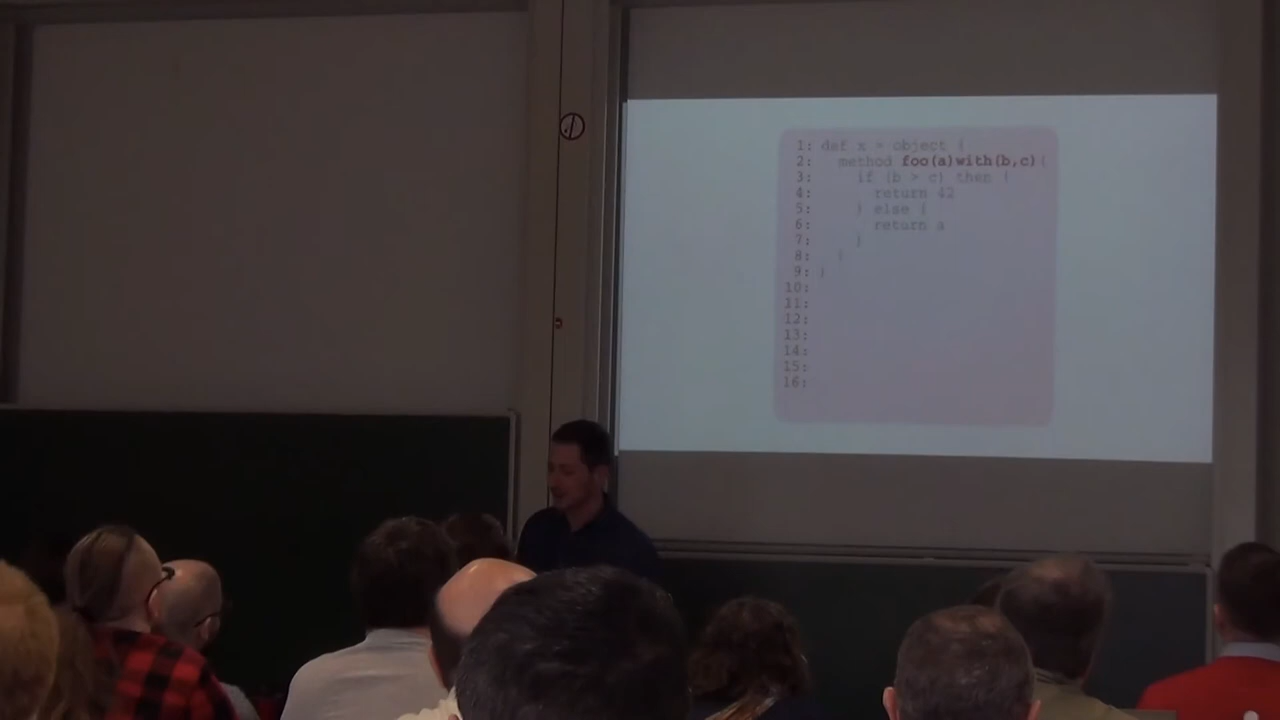 1: def x = object {
2: method foo(a)with(b,c){
3: if (b > c) then {
4: return 42
5: } else {
6: return a
7: }
8: }
9: }
10:
11:
12:
13:
14:
15:
16: